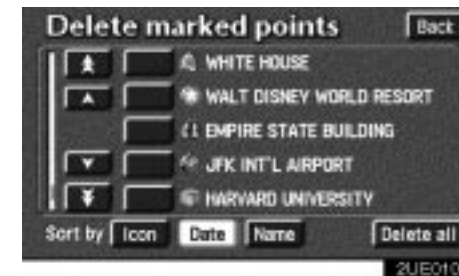 Delete marked points Back
WHITE HOUSE
WALT DISNEY WORLD RESORT
EMPIRE STATE BUILDING
JFK INT'L AIRPORT
HARVARD UNIVERSITY
Sort by Icon Date Name Delete all
2UE010